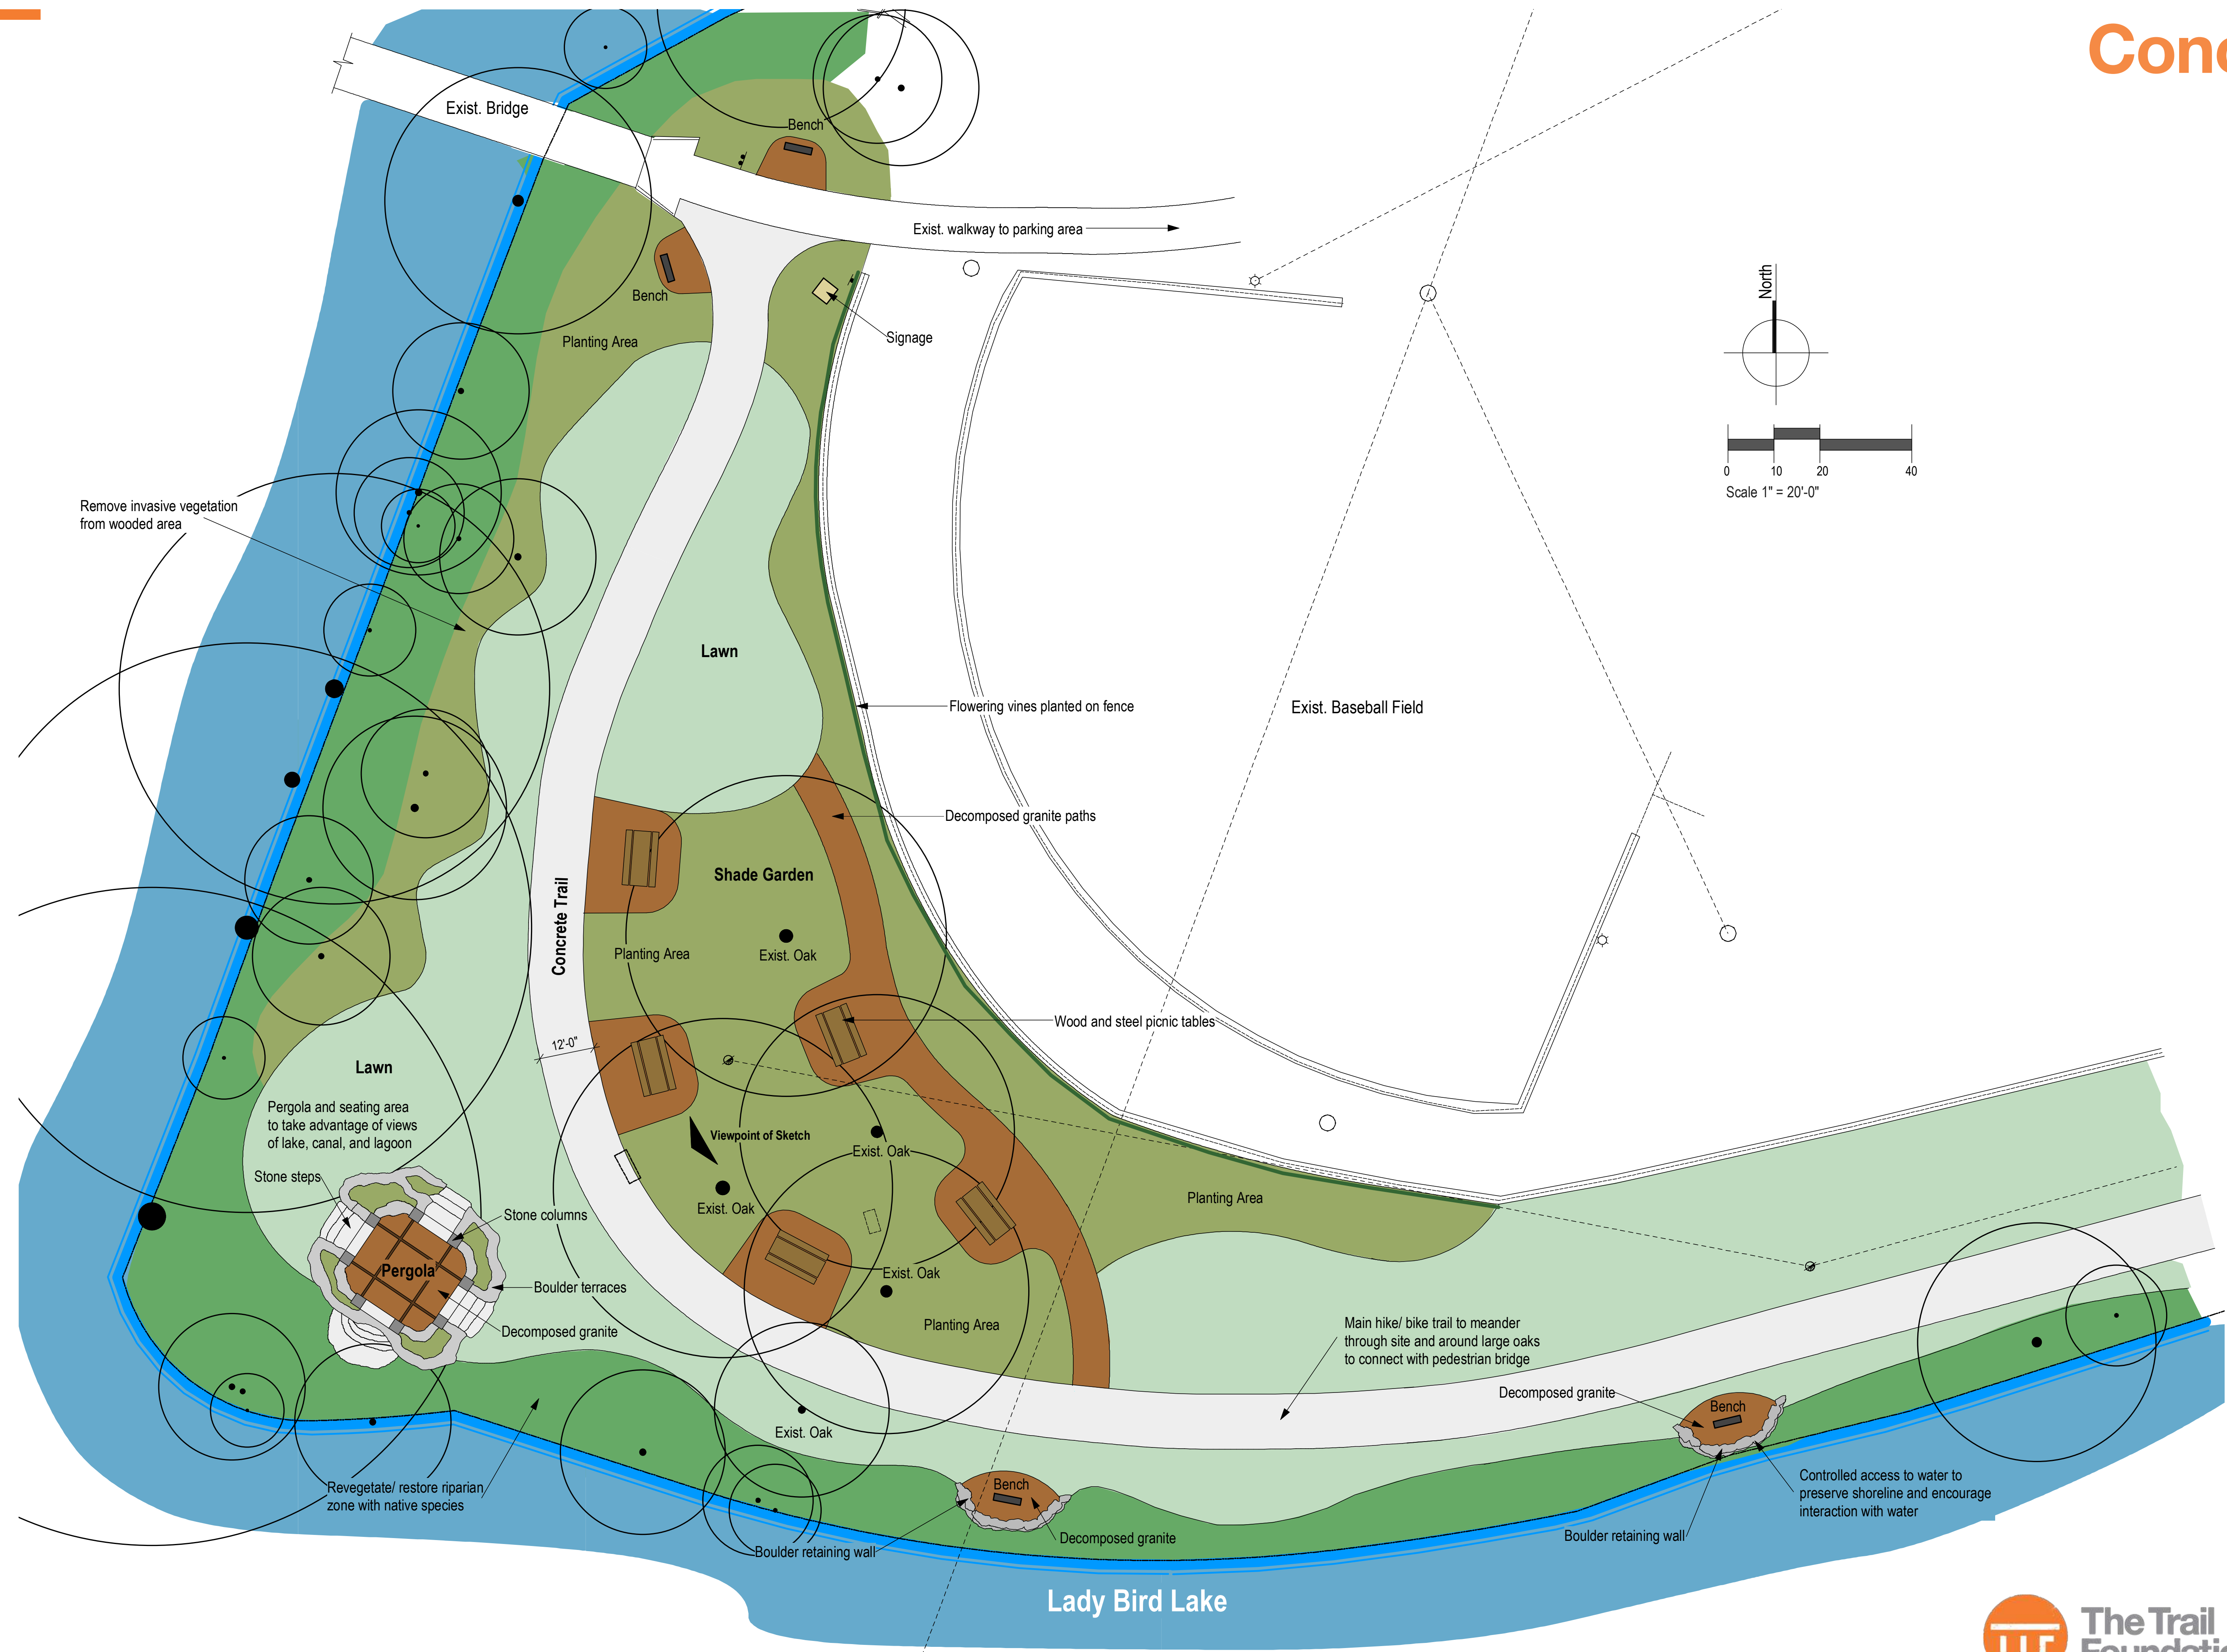 Conc
Exist. Bridge
Bench
Exist. walkway to parking area
North
Bench
Signage
Planting Area
0 10 20 40
Scale 1" = 20'-0"
Remove invasive vegetation
from wooded area
Lawn
Flowering vines planted on fence
Exist. Baseball Field
Decomposed granite paths
Shade Garden
Concrete Trail
Planting Area
Exist. Oak
Wood and steel picnic tables
12'-0"
Lawn
Pergola and seating area
to take advantage of views
of lake, canal, and lagoon
Viewpoint of Sketch
Exist. Oak
Stone steps
Exist. Oak
Planting Area
Stone columns
Pergola
Exist. Oak
Boulder terraces
Planting Area
Decomposed granite
Main hike/ bike trail to meander
through site and around large oaks
to connect with pedestrian bridge
Decomposed granite
Bench
Exist. Oak
Controlled access to water to
preserve shoreline and encourage
interaction with water
Bench
Revegetate/ restore riparian
zone with native species
Decomposed granite
Boulder retaining wall
Boulder retaining wall
Lady Bird Lake
The Trail
Foundatio